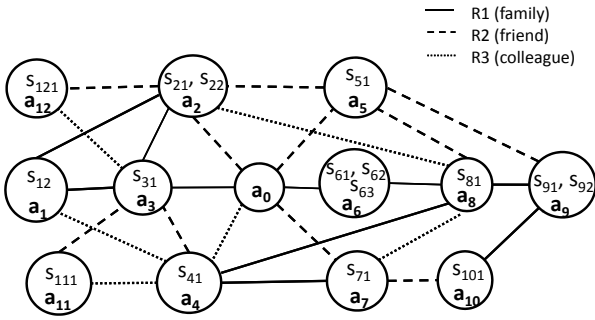 R1 (family)
R2 (friend)
R3 (colleague)
s121
a12
s21, s22
a2
s51
a5
s12
a1
s31
a3
a0
s61, s62
s63
a6
s81
a8
s91, s92
a9
s111
a11
s41
a4
s71
a7
s101
a10